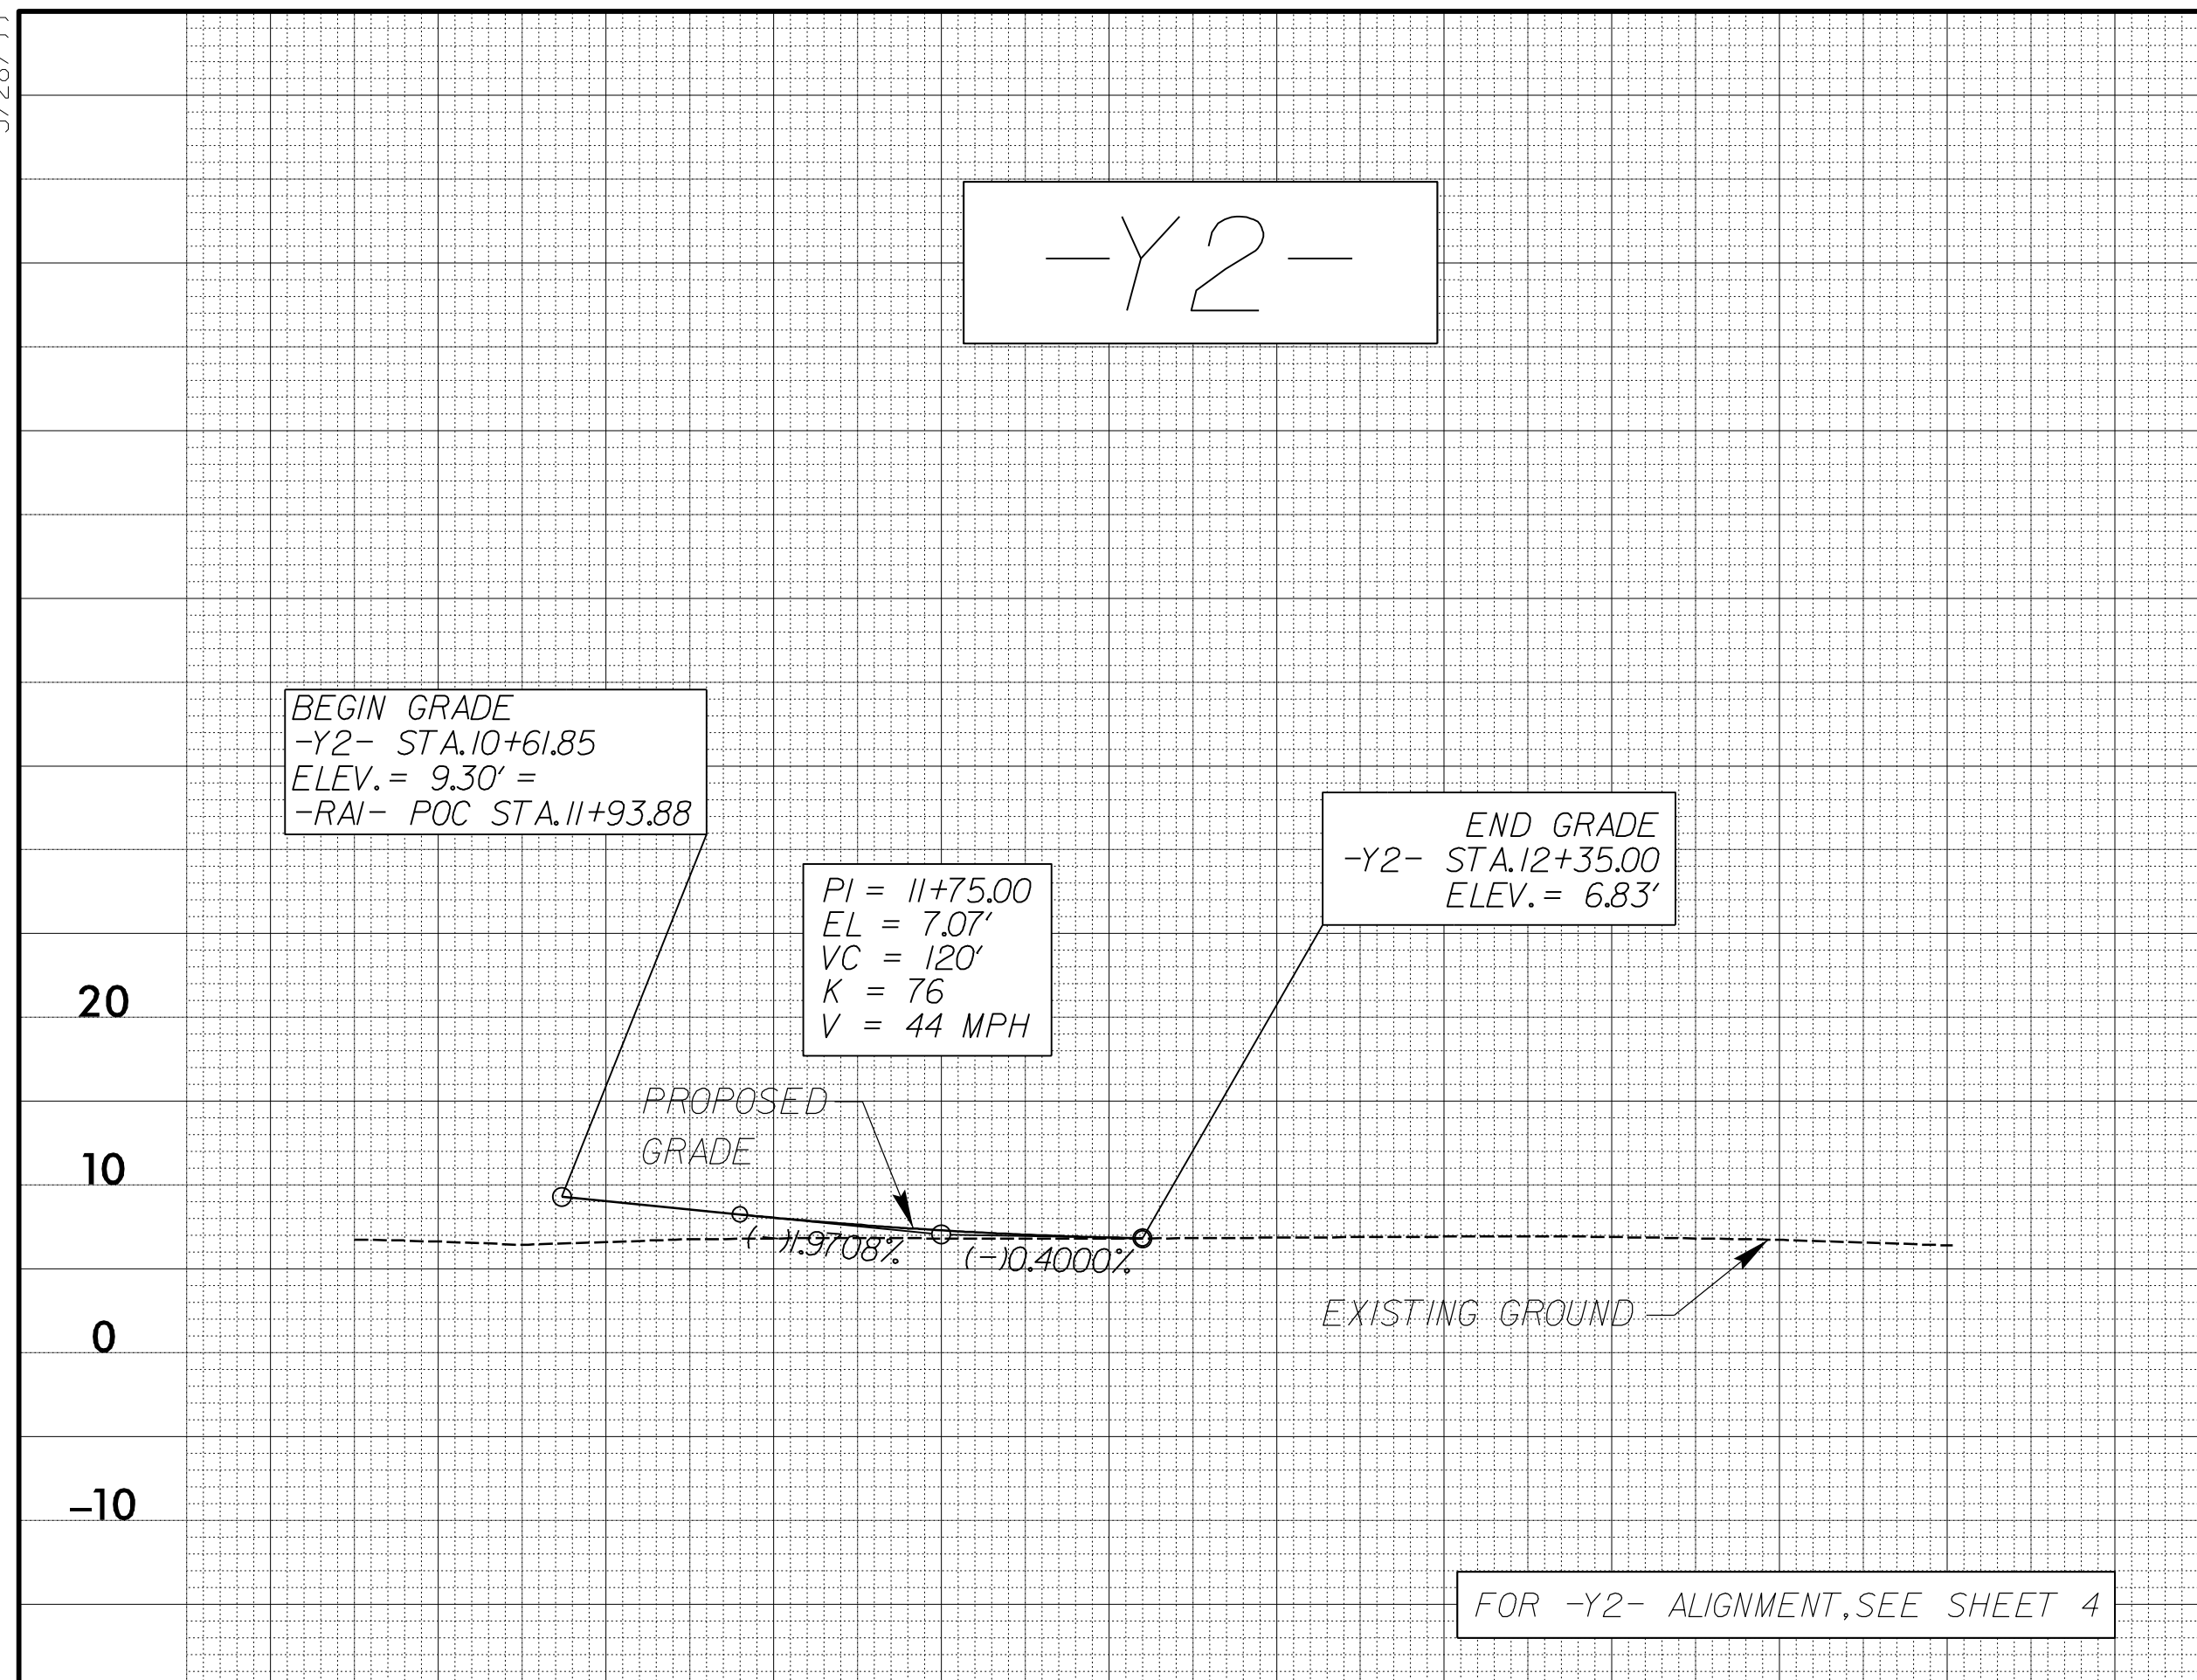 -Y2-
BEGIN GRADE
-Y2- STA.10+61.85
ELEV.= 9.30' =
-RA1- POC STA.11+93.88
END GRADE
-Y2- STA.12+35.00
ELEV.= 6.83'
PI = 11+75.00
EL = 7.07'
VC = 120'
K = 76
V = 44 MPH
20
PROPOSED
GRADE
10
(-)1.9708%
(-)0.4000%
EXISTING GROUND
0
-10
FOR -Y2- ALIGNMENT, SEE SHEET 4